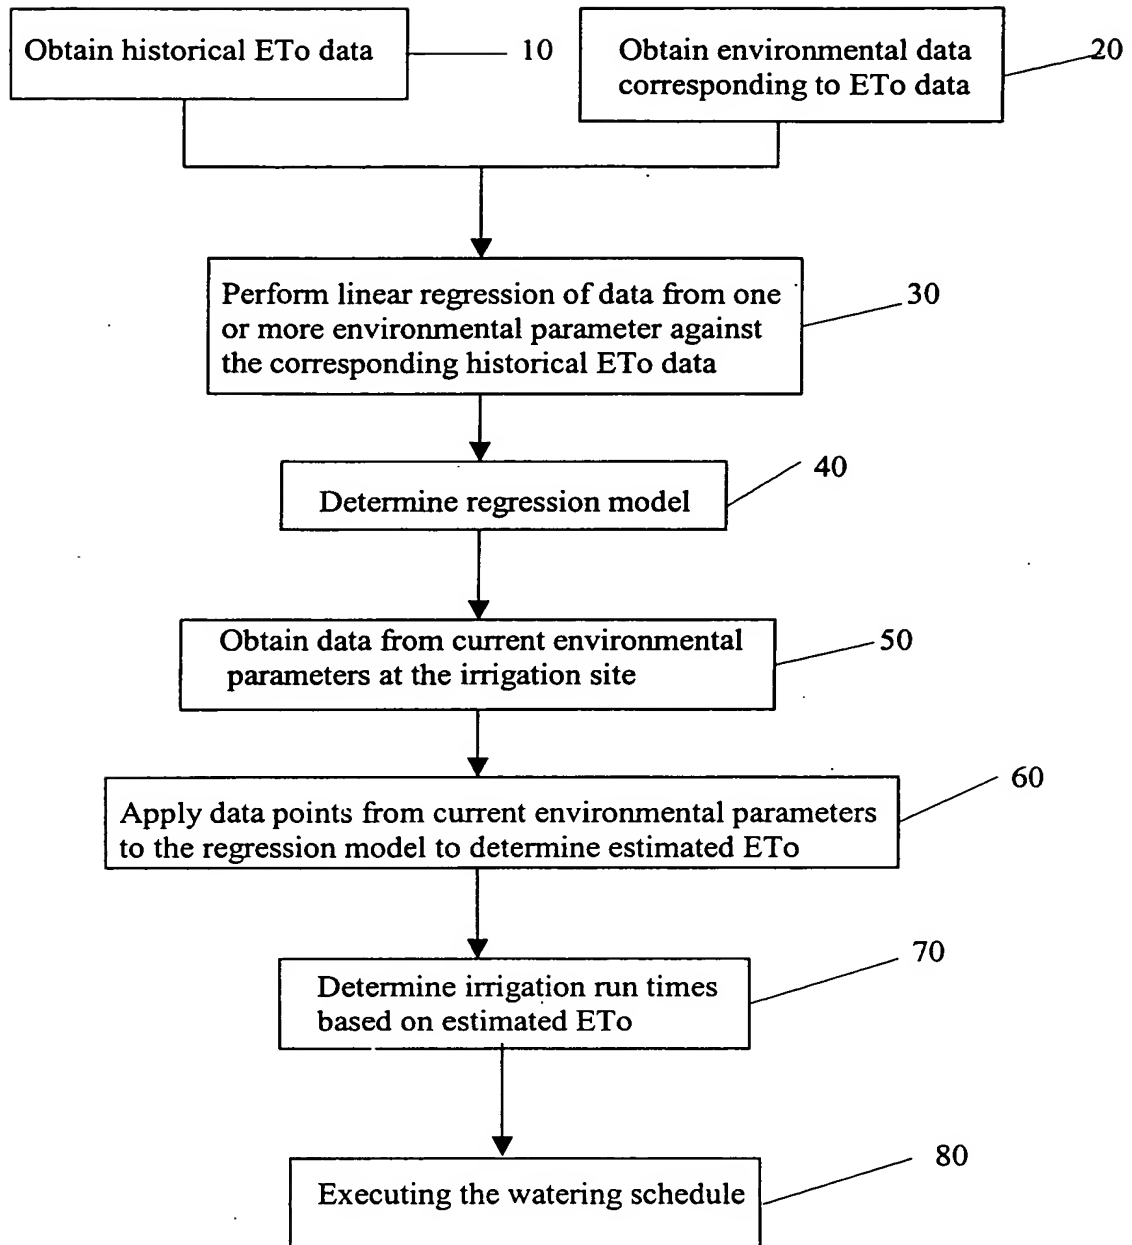 Obtain historical ETo data
10
Obtain environmental data
corresponding to ETo data
20
Perform linear regression of data from one
or more environmental parameter against
the corresponding historical ETo data
30
Determine regression model
40
Obtain data from current environmental
parameters at the irrigation site
50
Apply data points from current environmental parameters
to the regression model to determine estimated ETo
60
Determine irrigation run times
based on estimated ETo
70
Executing the watering schedule
80